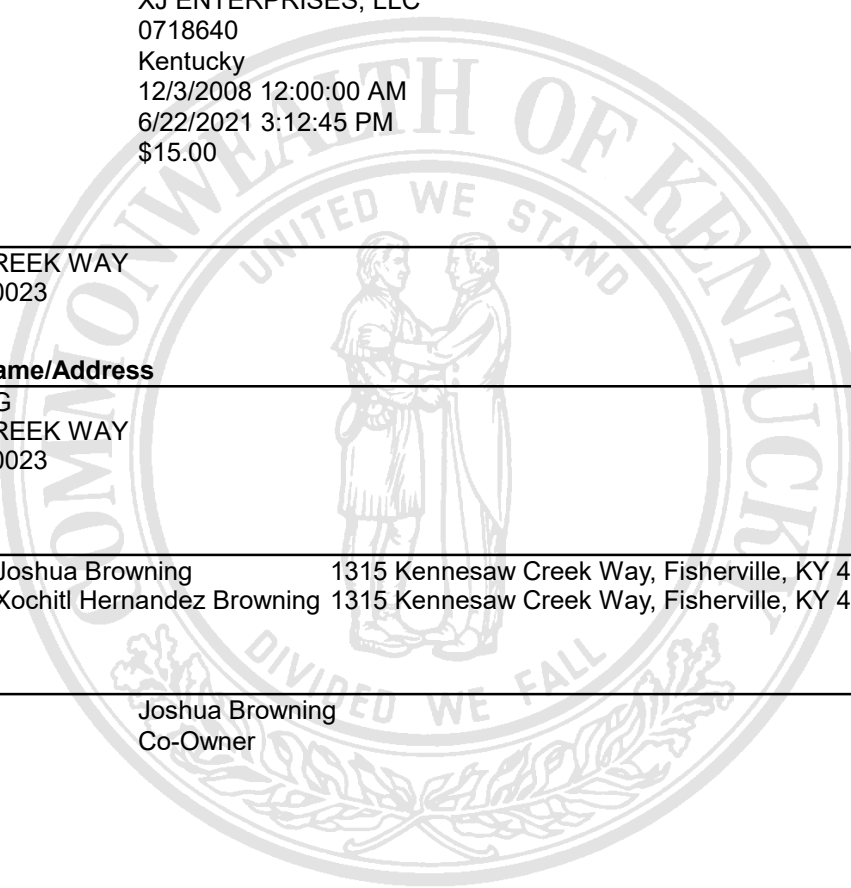 XJ ENTERPRISES, LLC
0718640
Kentucky
12/3/2008 12:00:00 AM
6/22/2021 3:12:45 PM
$15.00
REEK WAY
0023
ame/Address
G
REEK WAY
0023
Joshua Browning 1315 Kennesaw Creek Way, Fisherville, KY 4
Xochitl Hernandez Browning 1315 Kennesaw Creek Way, Fisherville, KY 4
Joshua Browning
Co-Owner
COMMONWEALTH OF KENTUCKY
UNITED WE STAND
DIVIDED WE FALL